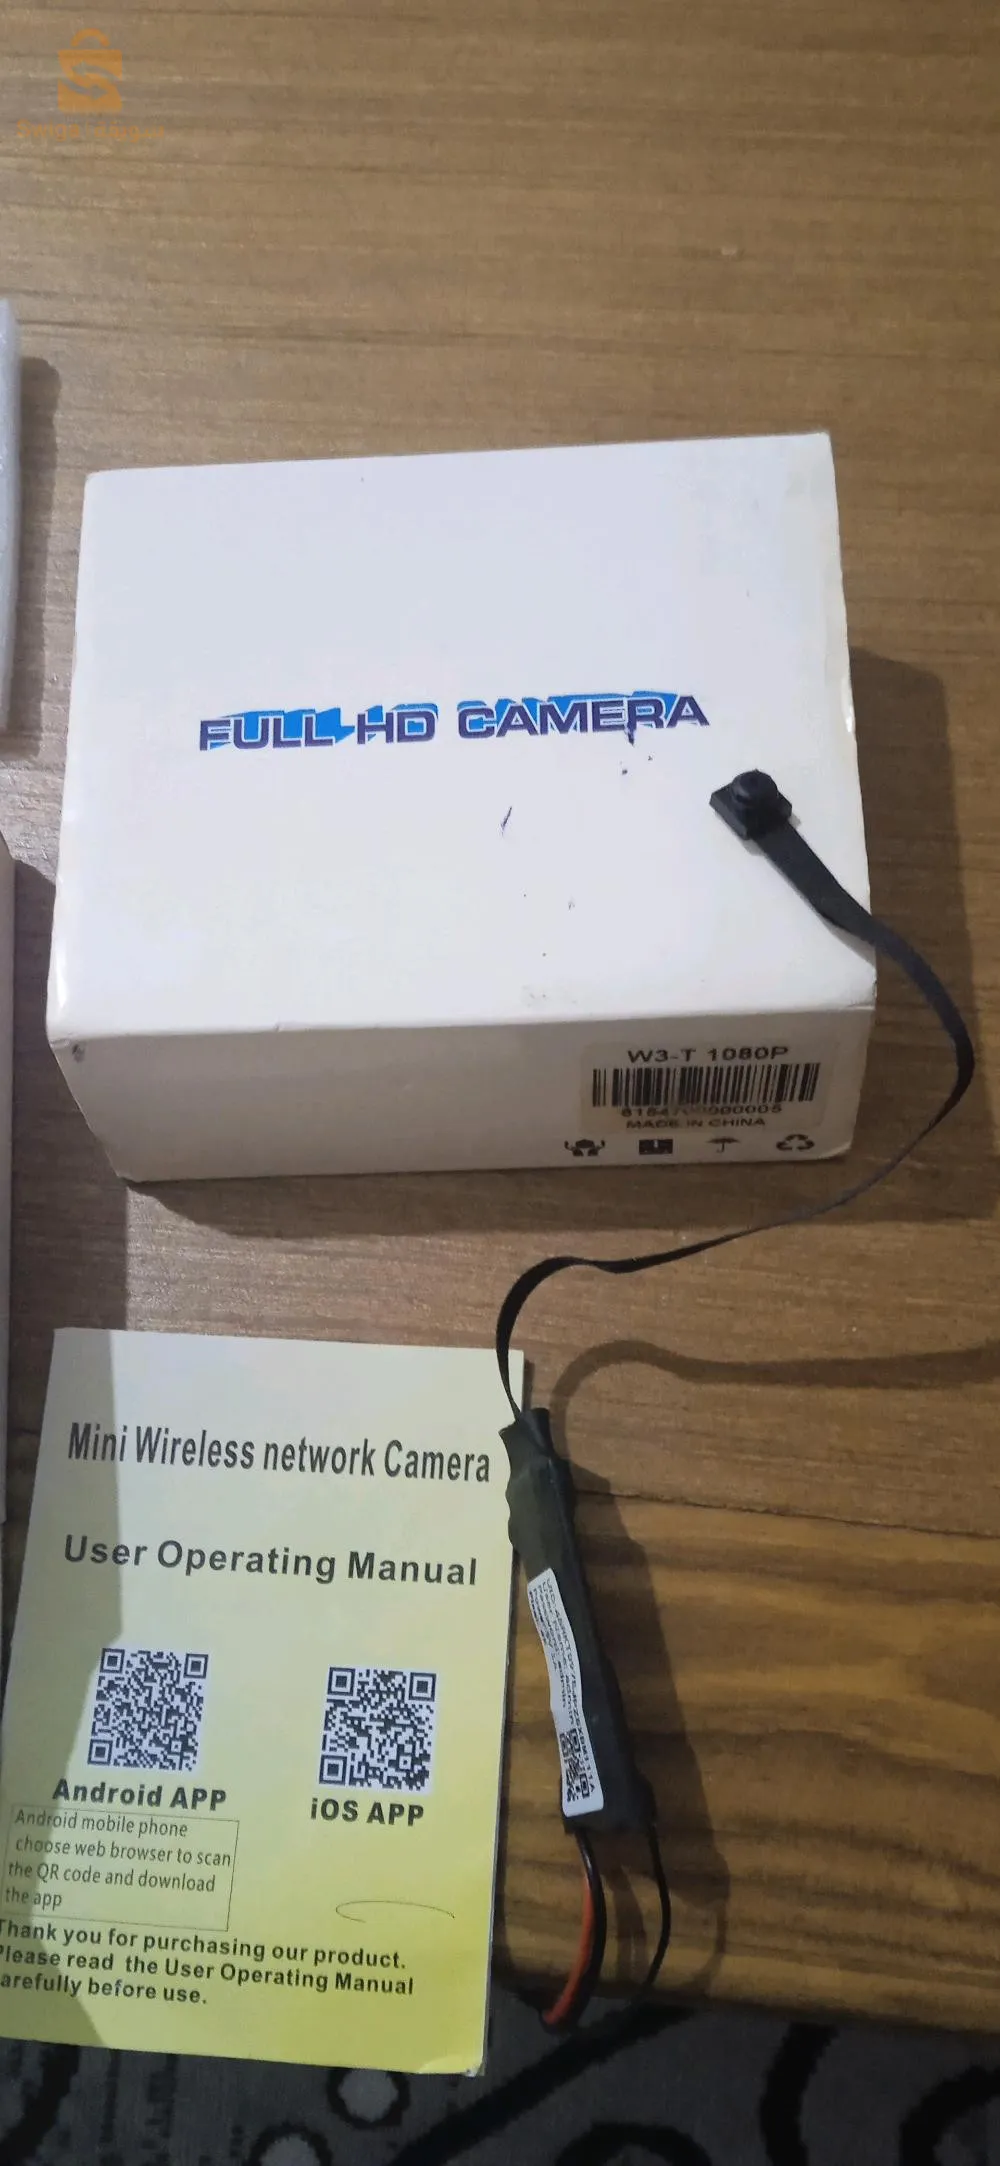 FULL HD CAMERA
W3-T 1080P
MADE IN CHINA
Mini Wireless network Camera
User Operating Manual
Android APP
iOS APP
Android mobile phone
choose web browser to scan
the QR code and download
the app
Thank you for purchasing our product.
Please read the User Operating Manual
carefully before use.